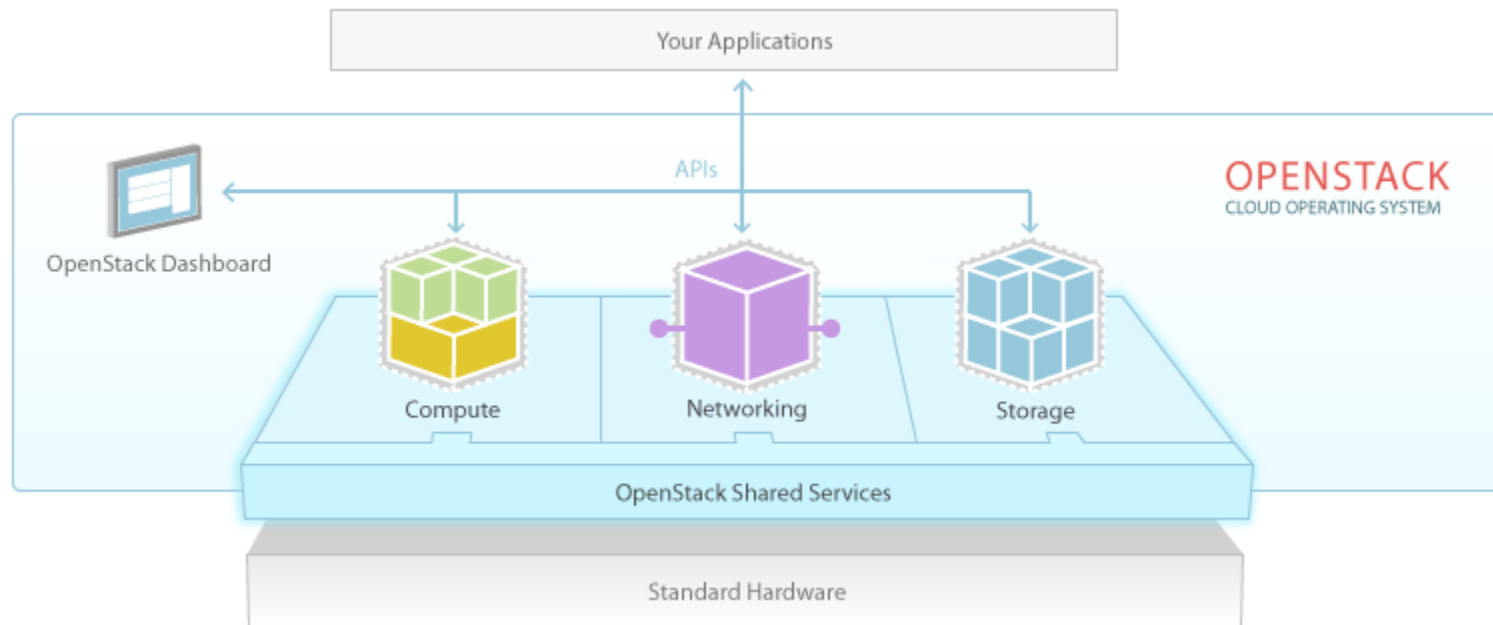 Your Applications
APIs
OPENSTACK
CLOUD OPERATING SYSTEM
OpenStack Dashboard
Compute
Networking
Storage
OpenStack Shared Services
Standard Hardware